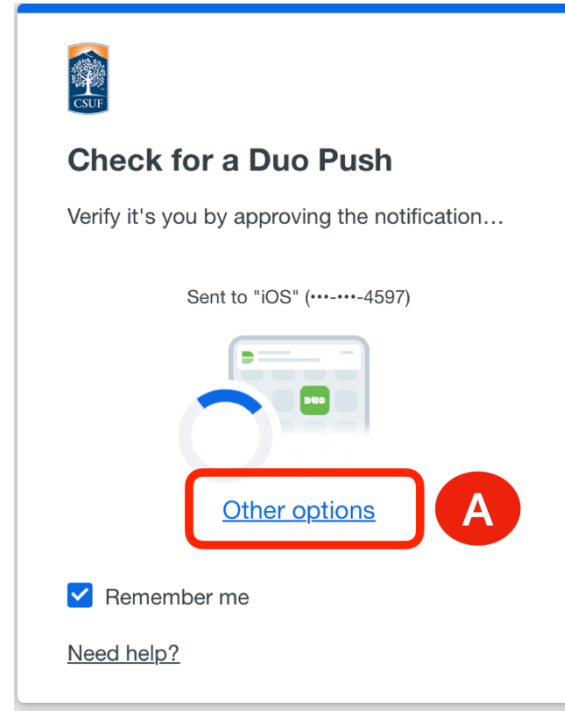 CSUF
Check for a Duo Push
Verify it's you by approving the notification...
Sent to "iOS" (•••-•••-4597)
DUO
Other options
A
Remember me
Need help?